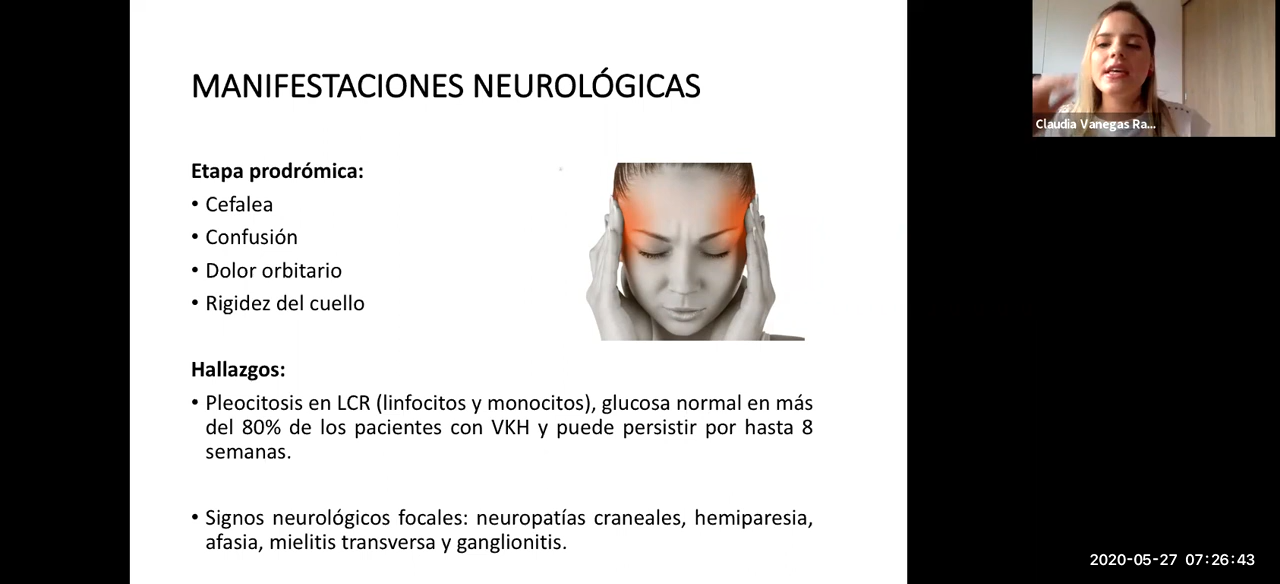 MANIFESTACIONES NEUROLÓGICAS
Etapa prodrómica:
• Cefalea
• Confusión
• Dolor orbitario
• Rigidez del cuello
Hallazgos:
• Pleocitosis en LCR (linfocitos y monocitos), glucosa normal en más
del 80% de los pacientes con VKH y puede persistir por hasta 8
semanas.
• Signos neurológicos focales: neuropatías craneales, hemiparesia,
afasia, mielitis transversa y ganglionitis.
Claudia Vanegas Ra...
2020-05-27 07:26:43